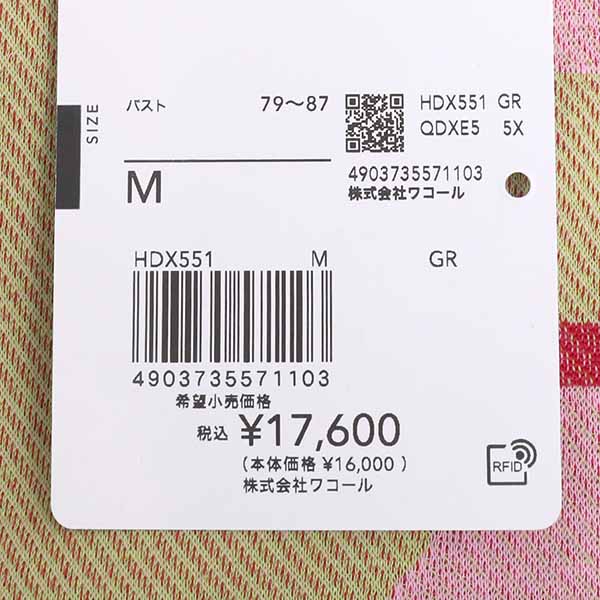 SIZE
バスト 79〜87
M
HDX551 GR
QDXE5 5X
4903735571103
株式会社ワコール
HDX551 M GR
4903735571103
希望小売価格
税込 ¥17,600
(本体価格 ¥16,000 )
株式会社ワコール
RFID